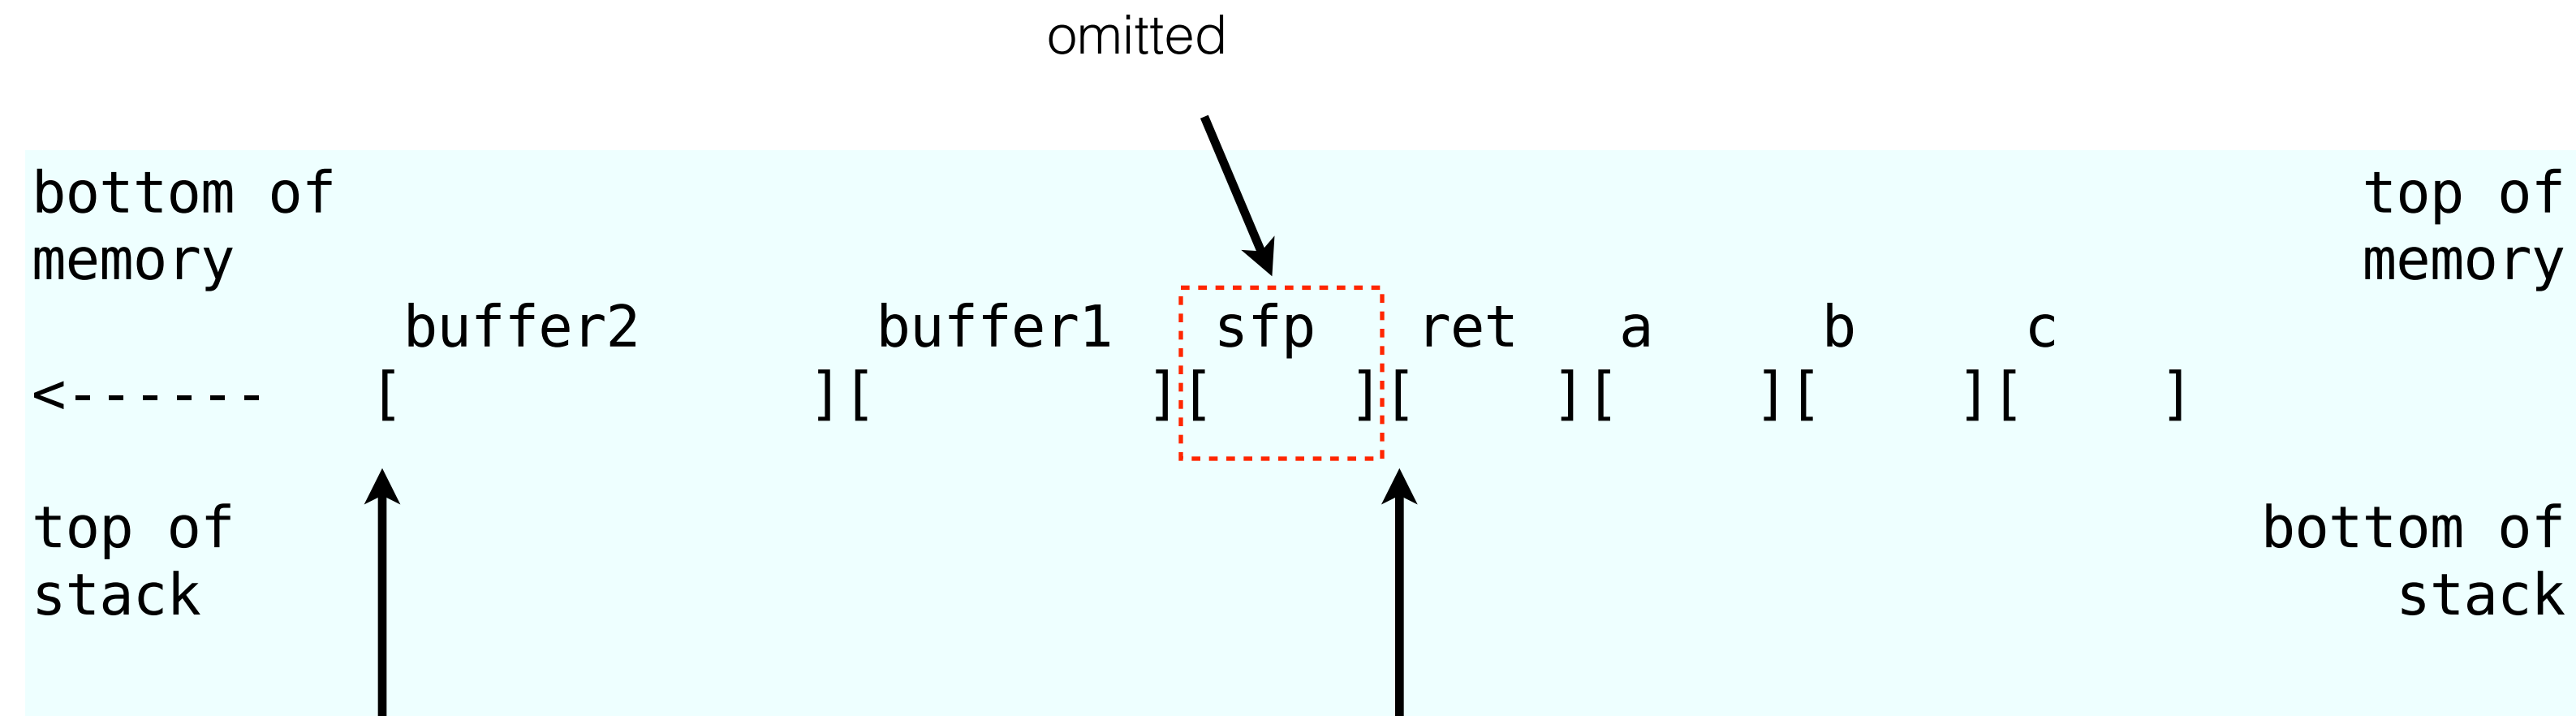 omitted
bottom of top of
memory memory
buffer2 buffer1 sfp ret a b c
<------ [ ][ ][ ][ ][ ][ ][ ]
top of bottom of
stack stack